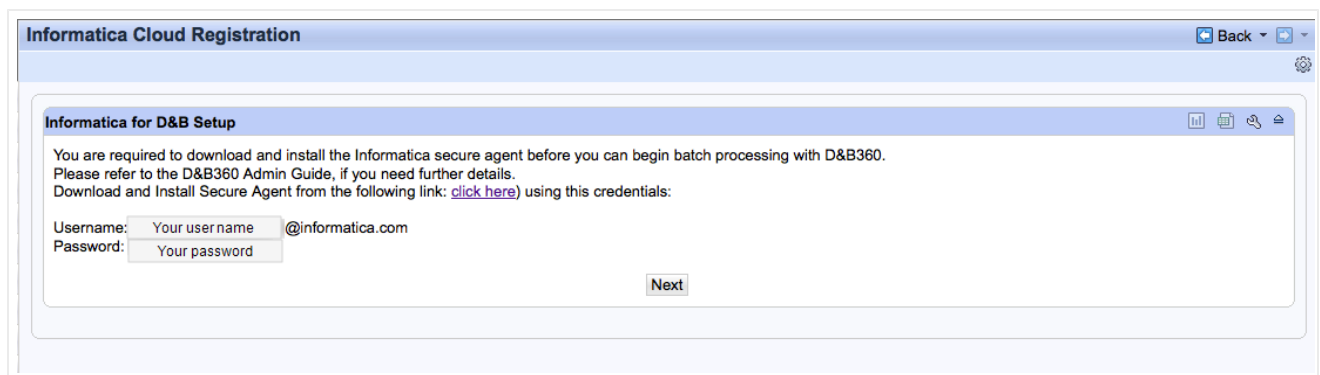 Informatica Cloud Registration
Back
Informatica for D&B Setup
You are required to download and install the Informatica secure agent before you can begin batch processing with D&B360.
Please refer to the D&B360 Admin Guide, if you need further details.
Download and Install Secure Agent from the following link: click here) using this credentials:
Username: Your user name @informatica.com
Password: Your password
Next